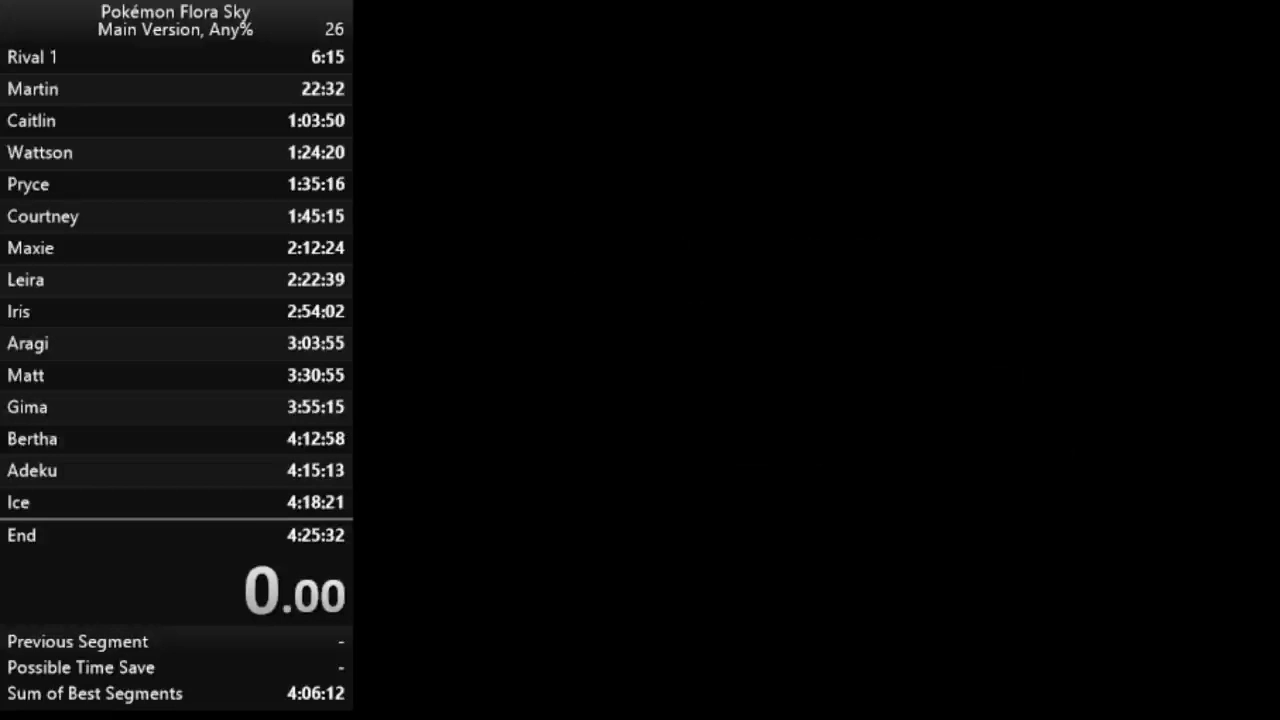 Pokémon Flora Sky
Main Version, Any% 26
Rival 1 6:15
Martin 22:32
Caitlin 1:03:50
Wattson 1:24:20
Pryce 1:35:16
Courtney 1:45:15
Maxie 2:12:24
Leira 2:22:39
Iris 2:54:02
Aragi 3:03:55
Matt 3:30:55
Gima 3:55:15
Bertha 4:12:58
Adeku 4:15:13
Ice 4:18:21
End 4:25:32
0.00
Previous Segment -
Possible Time Save -
Sum of Best Segments 4:06:12